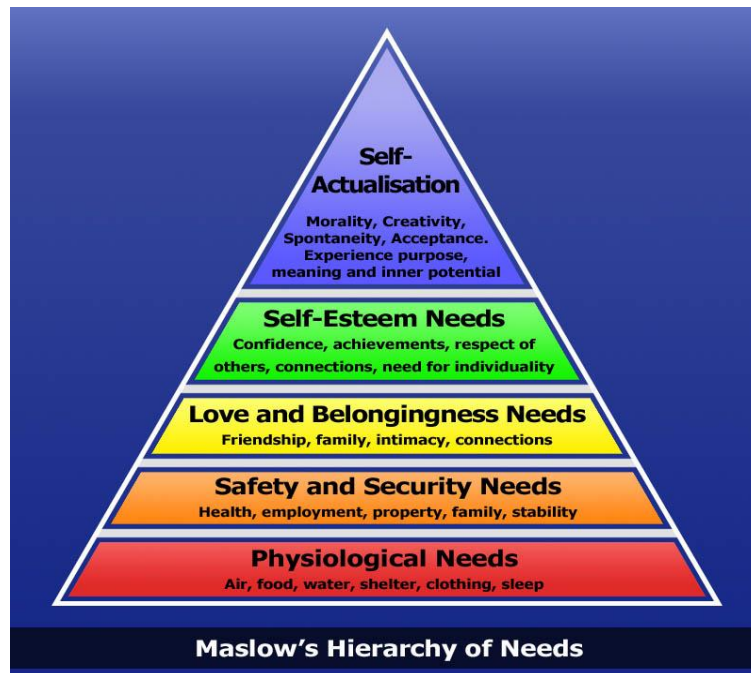 Self-
Actualisation
Morality, Creativity,
Spontaneity, Acceptance.
Experience purpose,
meaning and inner potential
Self-Esteem Needs
Confidence, achievements, respect of
others, connections, need for individuality
Love and Belongingness Needs
Friendship, family, intimacy, connections
Safety and Security Needs
Health, employment, property, family, stability
Physiological Needs
Air, food, water, shelter, clothing, sleep
Maslow's Hierarchy of Needs